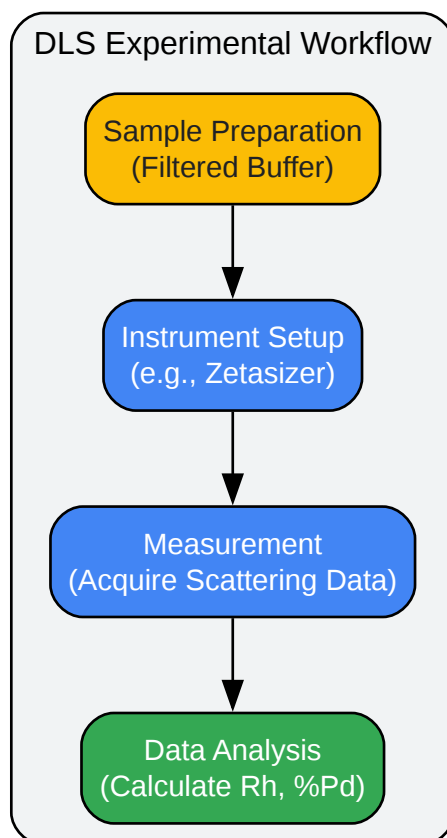 DLS Experimental Workflow
Sample Preparation
(Filtered Buffer)
Instrument Setup
(e.g., Zetasizer)
Measurement
(Acquire Scattering Data)
Data Analysis
(Calculate Rh, %Pd)